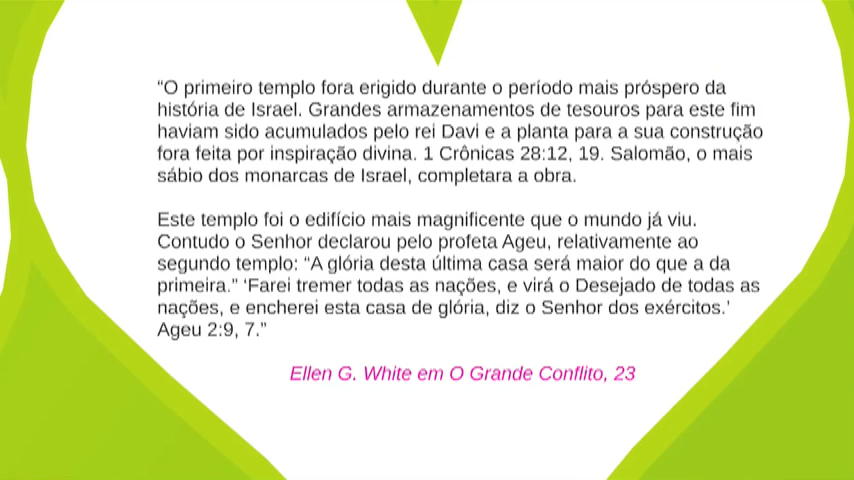 “O primeiro templo fora erigido durante o período mais próspero da
história de Israel. Grandes armazenamentos de tesouros para este fim
haviam sido acumulados pelo rei Davi e a planta para a sua construção
fora feita por inspiração divina. 1 Crônicas 28:12, 19. Salomão, o mais
sábio dos monarcas de Israel, completara a obra.
Este templo foi o edifício mais magnificente que o mundo já viu.
Contudo o Senhor declarou pelo profeta Ageu, relativamente ao
segundo templo: “A glória desta última casa será maior do que a da
primeira.” ‘Farei tremer todas as nações, e virá o Desejado de todas as
nações, e encherei esta casa de glória, diz o Senhor dos exércitos.’
Ageu 2:9, 7.”
Ellen G. White em O Grande Conflito, 23